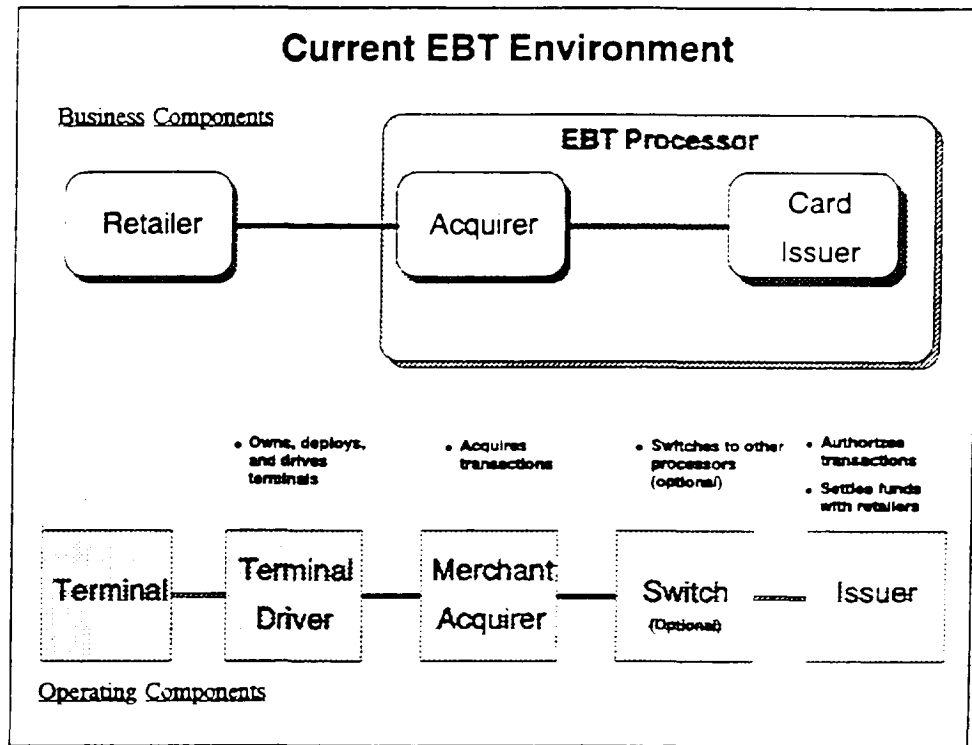 Current EBT Environment
Business Components
EBT Processor
Retailer
Acquirer
Card
Issuer
• Owns, deploys,
and drives
terminals
• Acquires
transactions
• Switches to other
processors
(optional)
• Authorizes
transactions
• Settles funds
with retailers
Terminal
Terminal
Driver
Merchant
Acquirer
Switch
(Optional)
Issuer
Operating Components